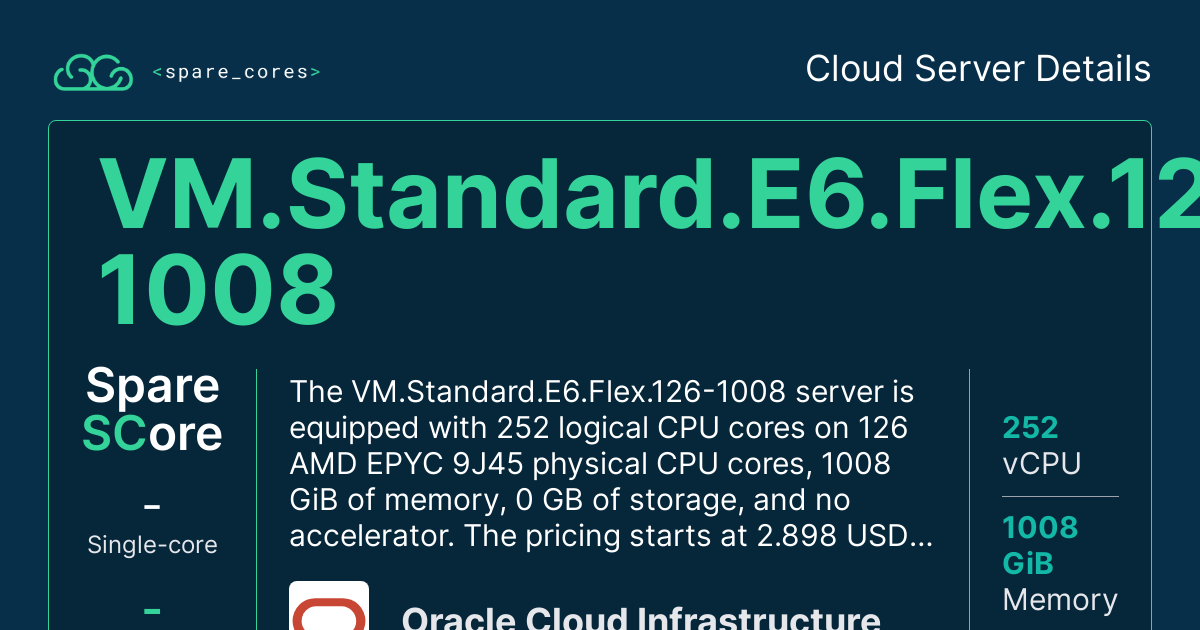 <spare_cores>
Cloud Server Details
VM.Standard.E6.Flex.12
1008
Spare
SCore
–
Single-core
–
The VM.Standard.E6.Flex.126-1008 server is
equipped with 252 logical CPU cores on 126
AMD EPYC 9J45 physical CPU cores, 1008
GiB of memory, 0 GB of storage, and no
accelerator. The pricing starts at 2.898 USD...
Oracle Cloud Infrastructure
252
vCPU
1008
GiB
Memory